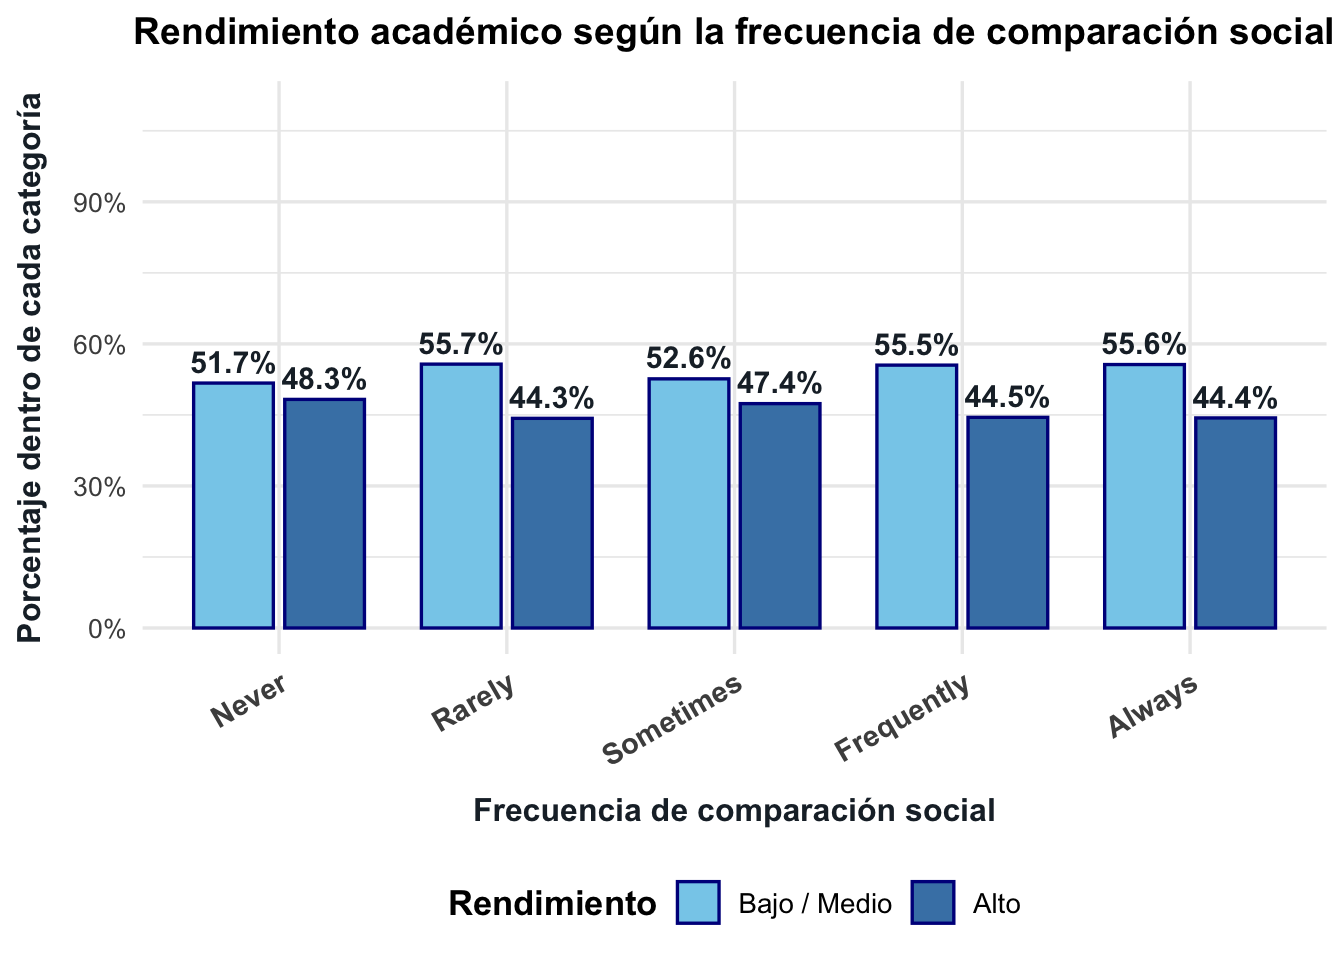 Rendimiento académico según la frecuencia de comparación social
Porcentaje dentro de cada categoría
90%
60%
30%
0%
51.7%
48.3%
55.7%
44.3%
52.6%
47.4%
55.5%
44.5%
55.6%
44.4%
Never
Rarely
Sometimes
Frequently
Always
Frecuencia de comparación social
Rendimiento
Bajo / Medio
Alto